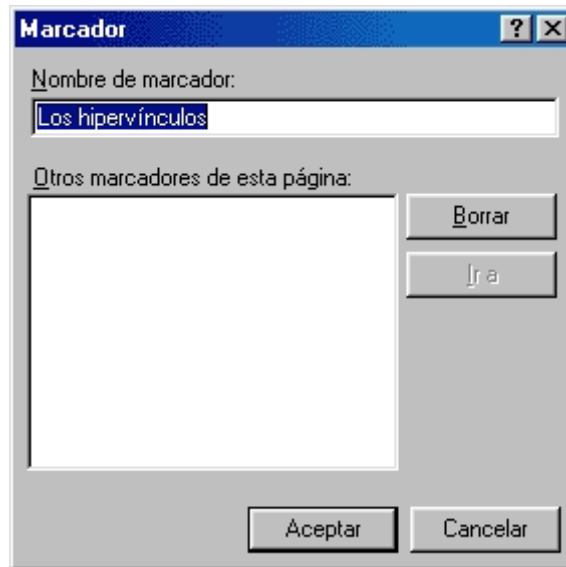 Marcador
Nombre de marcador:
Los hipervínculos
Otros marcadores de esta página:
Borrar
Ir a
Aceptar
Cancelar